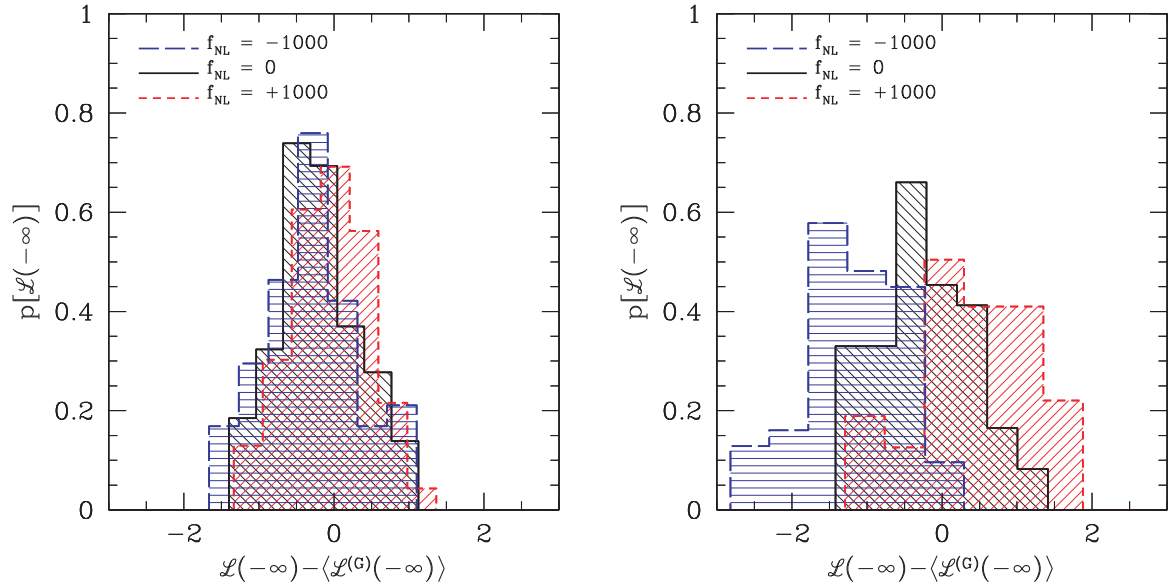 f_NL = −1000
f_NL = 0
f_NL = +1000
1
0.8
0.6
0.4
0.2
0
p[ℒ(−∞)]
−2
0
2
ℒ(−∞)−⟨ℒ^(G)(−∞)⟩
f_NL = −1000
f_NL = 0
f_NL = +1000
1
0.8
0.6
0.4
0.2
0
p[ℒ(−∞)]
−2
0
2
ℒ(−∞)−⟨ℒ^(G)(−∞)⟩